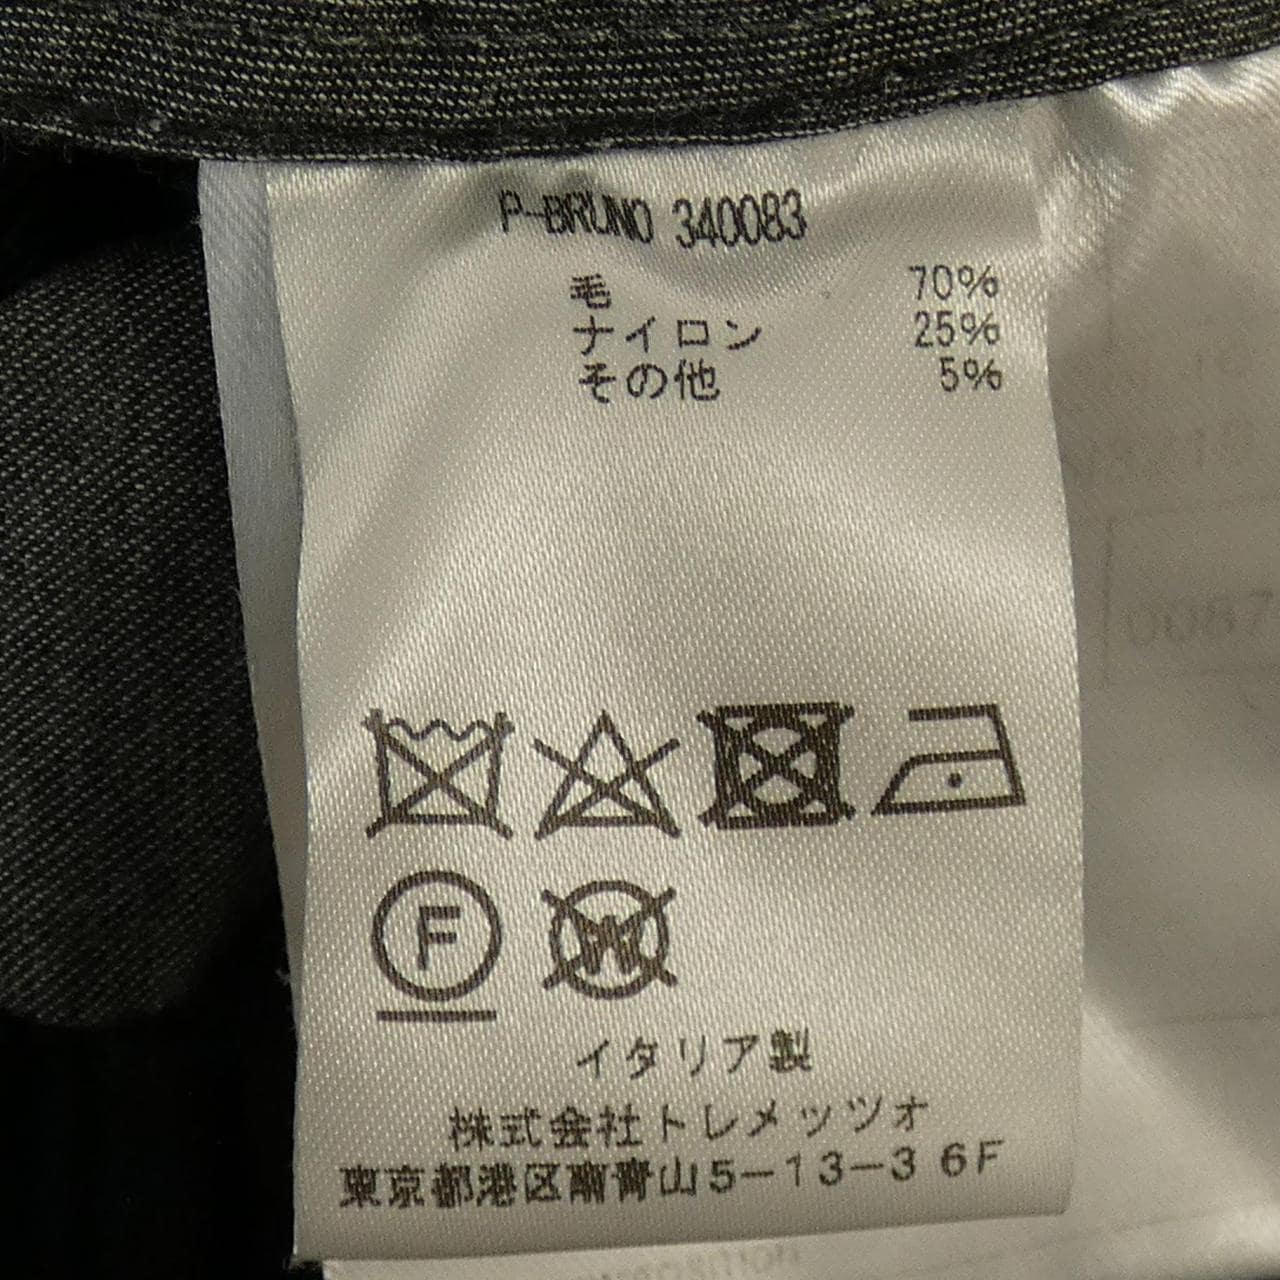 P-BRUNO 340083
毛 70%
ナイロン 25%
その他 5%
F
W
イタリア製
株式会社トレメッツォ
東京都港区南青山5-13-3 6F